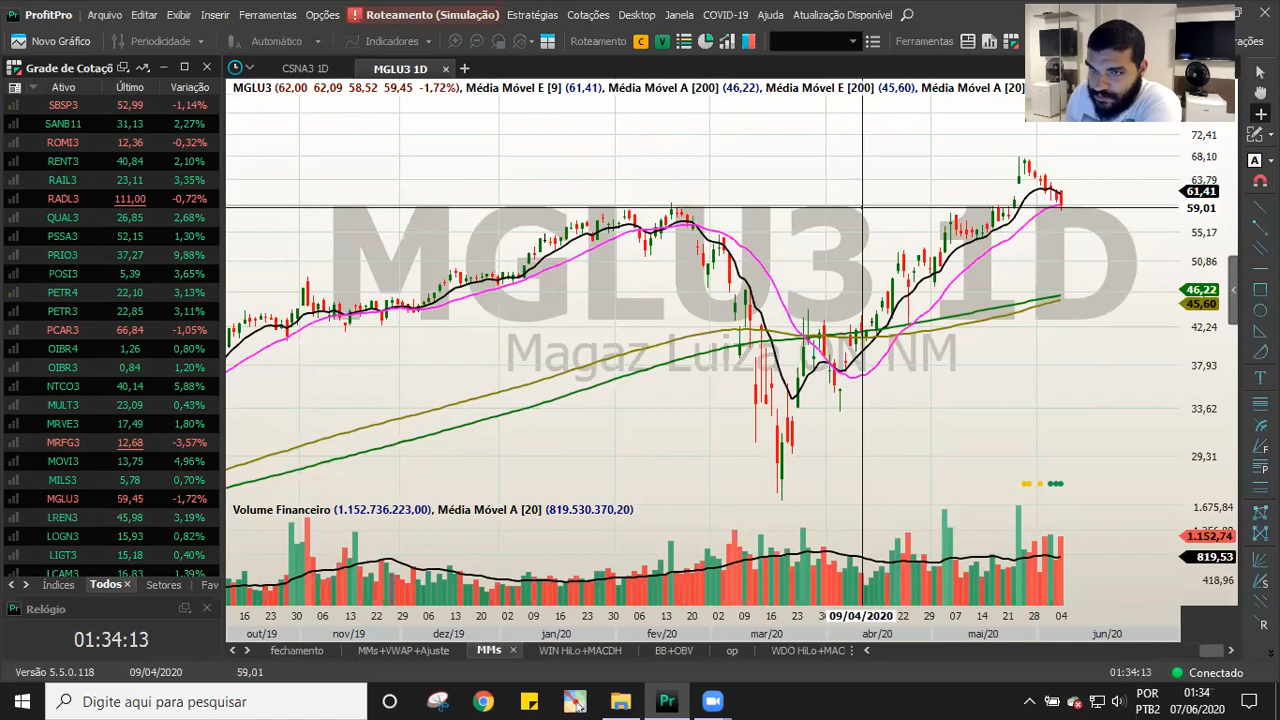 ProfitPro Arquivo Editar Exibir Inserir Ferramentas Opções Roteamento (Simulação) Estratégias Cotações Desktop Janela COVID-19 Ajuda Atualização Disponível
Novo Gráfico Periodicidade Automático Indicadores Roteamento C V Ferramentas
Grade de Cotaçõ CSNA3 1D MGLU3 1D
Ativo Último Variação
MGLU3 (62,00 62,09 58,52 59,45 -1,72%), Média Móvel E [9] (61,41), Média Móvel A [200] (46,22), Média Móvel E [200] (45,60), Média Móvel A [20]
SBSP3 52,99 -1,14%
SANB11 31,13 2,27%
ROMI3 12,36 -0,32%
RENT3 40,84 2,10%
RAIL3 23,11 3,35%
RADL3 111,00 -0,72%
QUAL3 26,85 2,68%
PSSA3 52,15 1,30%
PRIO3 37,27 9,88%
POSI3 5,39 3,65%
PETR4 22,10 3,13%
PETR3 22,85 3,11%
PCAR3 66,84 -1,05%
OIBR4 1,26 0,80%
OIBR3 0,84 1,20%
NTCO3 40,14 5,88%
MULT3 23,09 0,43%
MRVE3 17,49 1,80%
MRFG3 12,68 -3,57%
MOVI3 13,75 4,96%
MILS3 5,78 0,70%
MGLU3 59,45 -1,72%
LREN3 45,98 3,19%
LOGN3 15,93 0,82%
LIGT3 15,18 0,40%
LCAM3 16,83 3,13%
MGLU3 1D
Magaz Luiza ON NM
72,41
68,10
63,79
61,41
59,01
55,17
50,86
46,22
45,60
42,24
37,93
33,62
29,31
Volume Financeiro (1.152.736.223,00), Média Móvel A [20] (819.530.370,20)
1.675,84
1.152,74
819,53
418,96
16 23 30 06 13 22 29 02 09 16 23 02 09 16 23 30 06 13 20 02 09 16 23 09/04/2020 22 29 07 14 21 28 04
out/19 nov/19 dez/19 jan/20 fev/20 mar/20 abr/20 mai/20 jun/20
Índices Todos Setores Fav
Relógio
01:34:13
fechamento MMs+VWAP+Ajuste MMs WIN HiLo+MACDH BB+OBV op WDO HiLo+MAC
Versão 5.5.0.118 09/04/2020 59,01 01:34:13 Conectado
Digite aqui para pesquisar
POR
PTB2
01:34
07/06/2020